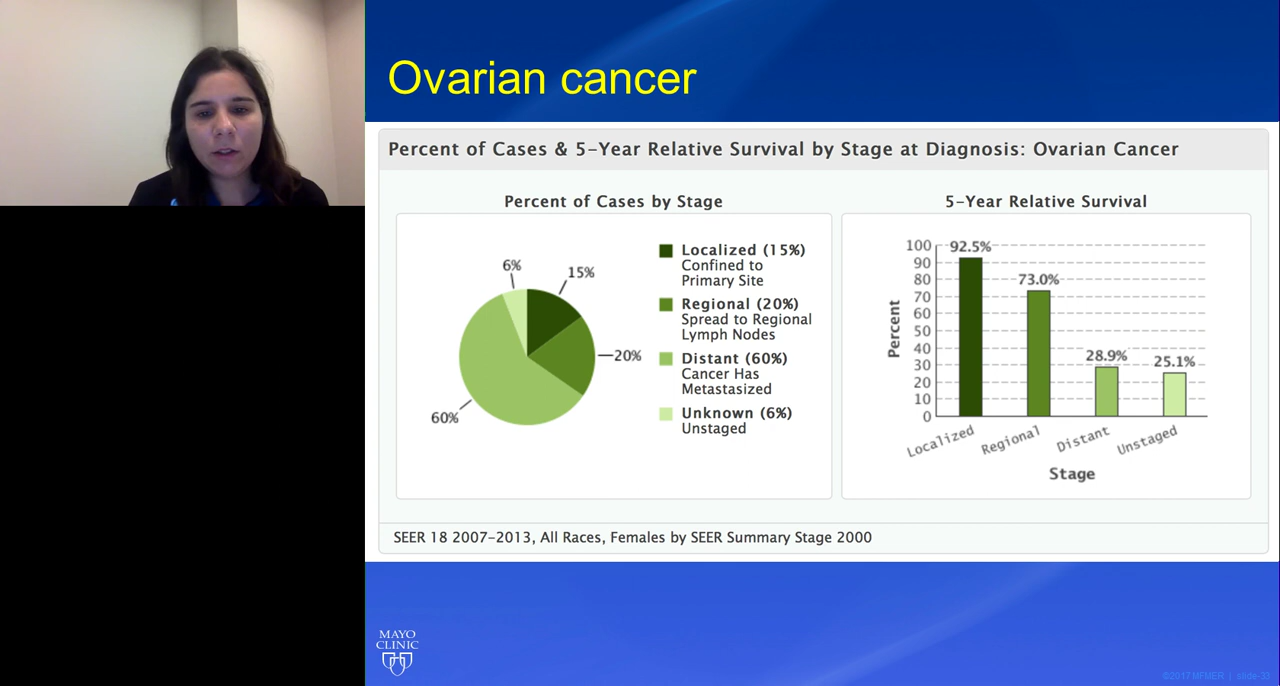 Ovarian cancer
Percent of Cases & 5-Year Relative Survival by Stage at Diagnosis: Ovarian Cancer
Percent of Cases by Stage
6%
15%
20%
60%
Localized (15%)
Confined to
Primary Site
Regional (20%)
Spread to Regional
Lymph Nodes
Distant (60%)
Cancer Has
Metastasized
Unknown (6%)
Unstaged
5-Year Relative Survival
Percent
100
90
80
70
60
50
40
30
20
10
0
92.5%
73.0%
28.9%
25.1%
Localized
Regional
Distant
Unstaged
Stage
SEER 18 2007-2013, All Races, Females by SEER Summary Stage 2000
MAYO
CLINIC
©2017 MFMER | slide-33